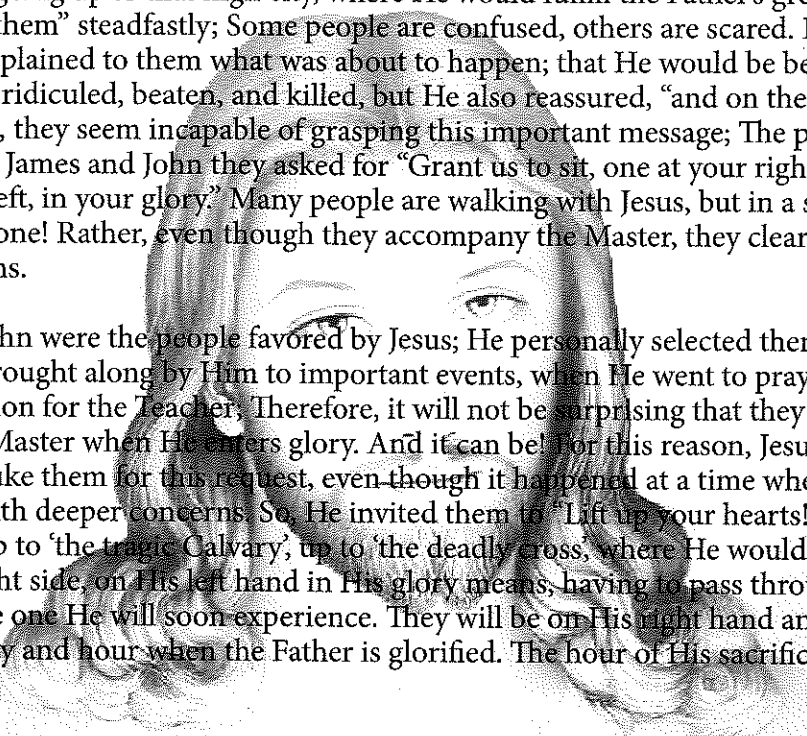 them" steadfastly; Some people are confused, others are scared.
plained to them what was about to happen; that He would be be
ridiculed, beaten, and killed, but He also reassured, "and on the
, they seem incapable of grasping this important message; The p
James and John they asked for "Grant us to sit, one at your righ
eft, in your glory." Many people are walking with Jesus, but in a s
one! Rather, even though they accompany the Master, they clear
ns.
hn were the people favored by Jesus; He personally selected then
rought along by Him to important events, when He went to pray
ion for the Teacher; Therefore, it will not be surprising that they
Master when He enters glory. And it can be! For this reason, Jesu
uke them for this request, even though it happened at a time whe
th deeper concerns. So, He invited them to "Lift up your hearts!
o to 'the tragic Calvary', up to 'the deadly cross,' where He would
ht side, on His left hand in His glory means, having to pass thro
e one He will soon experience. They will be on His right hand an
y and hour when the Father is glorified. The hour of His sacrific